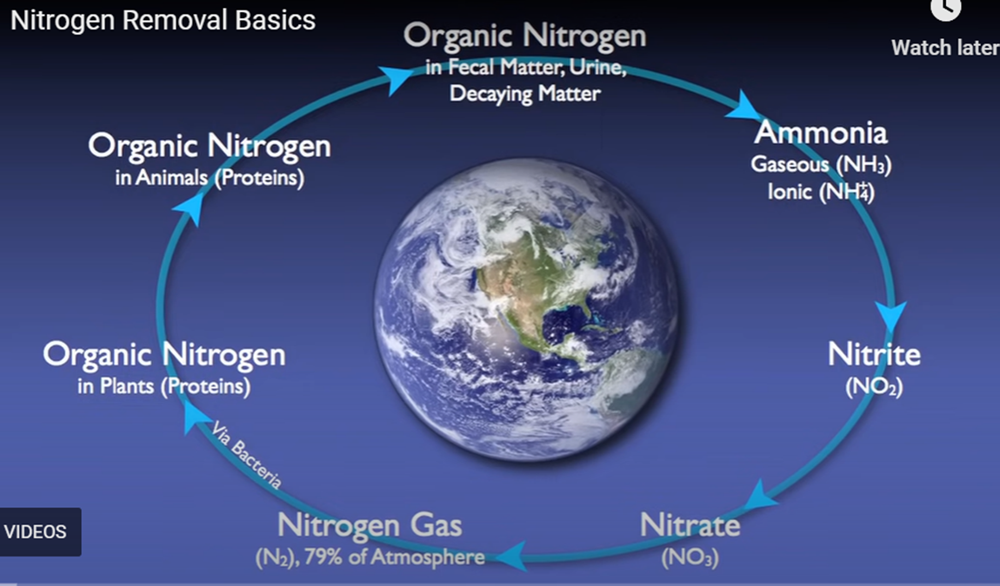 Nitrogen Removal Basics
Watch later
Organic Nitrogen
in Fecal Matter, Urine,
Decaying Matter
Ammonia
Gaseous (NH₃)
Ionic (NH₄⁺)
Nitrite
(NO₂)
Nitrate
(NO₃)
Nitrogen Gas
(N₂), 79% of Atmosphere
Via Bacteria
Organic Nitrogen
in Plants (Proteins)
Organic Nitrogen
in Animals (Proteins)
VIDEOS